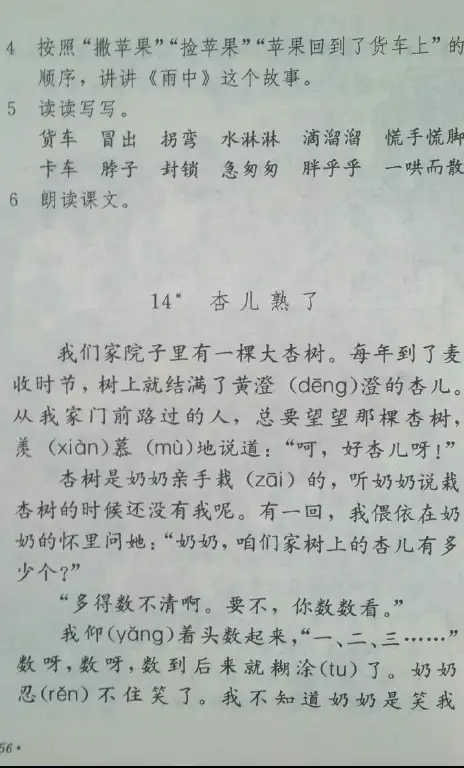 4 按照“撒苹果”“捡苹果”“苹果回到了货车上”的
顺序，讲讲《雨中》这个故事。
5 读读写写。
货车 冒出 拐弯 水淋淋 滴溜溜 慌手慌脚
卡车 脖子 封锁 急匆匆 胖乎乎 一哄而散
6 朗读课文。
14* 杏儿熟了
我们家院子里有一棵大杏树。每年到了麦
收时节，树上就结满了黄澄（dēng）澄的杏儿。
从我家门前路过的人，总要望望那棵杏树，
羡（xiàn）慕（mù）地说道：“呵，好杏儿呀！”
杏树是奶奶亲手栽（zāi）的，听奶奶说栽
杏树的时候还没有我呢。有一回，我偎依在奶
奶的怀里问她：“奶奶，咱们家树上的杏儿有多
少个？”
“多得数不清啊。要不，你数数看。”
我仰(yǎng)着头数起来，“一、二、三……”
数呀，数呀，数到后来就糊涂(tu)了。奶奶
忍(rěn)不住笑了。我不知道奶奶是笑我
56*